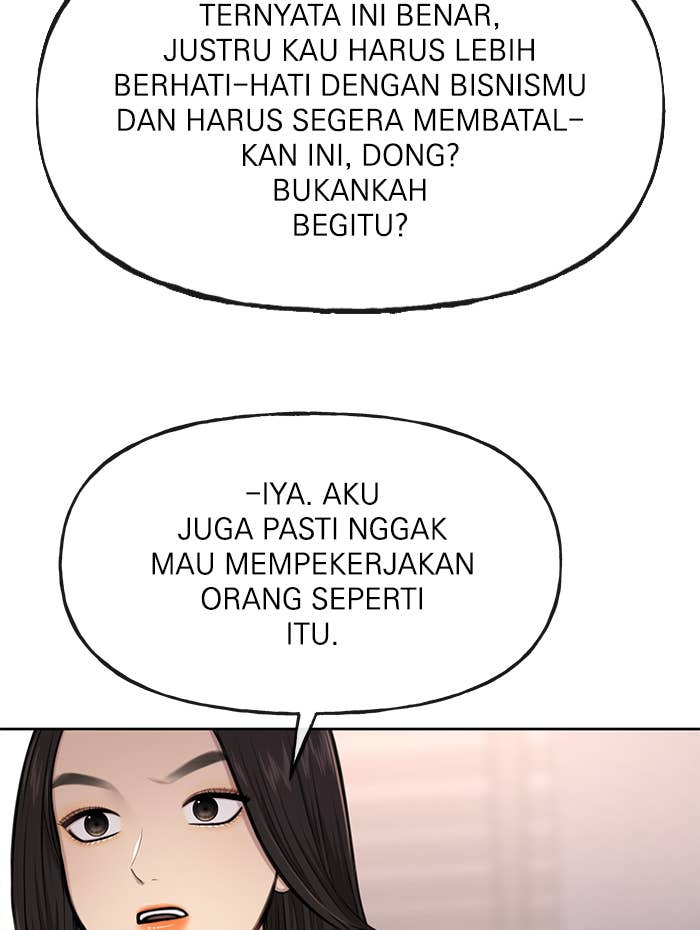 TERNYATA INI BENAR,
JUSTRU KAU HARUS LEBIH
BERHATI-HATI DENGAN BISNISMU
DAN HARUS SEGERA MEMBATAL-
KAN INI, DONG?
BUKANKAH
BEGITU?
-IYA. AKU
JUGA PASTI NGGAK
MAU MEMPEKERJAKAN
ORANG SEPERTI
ITU.